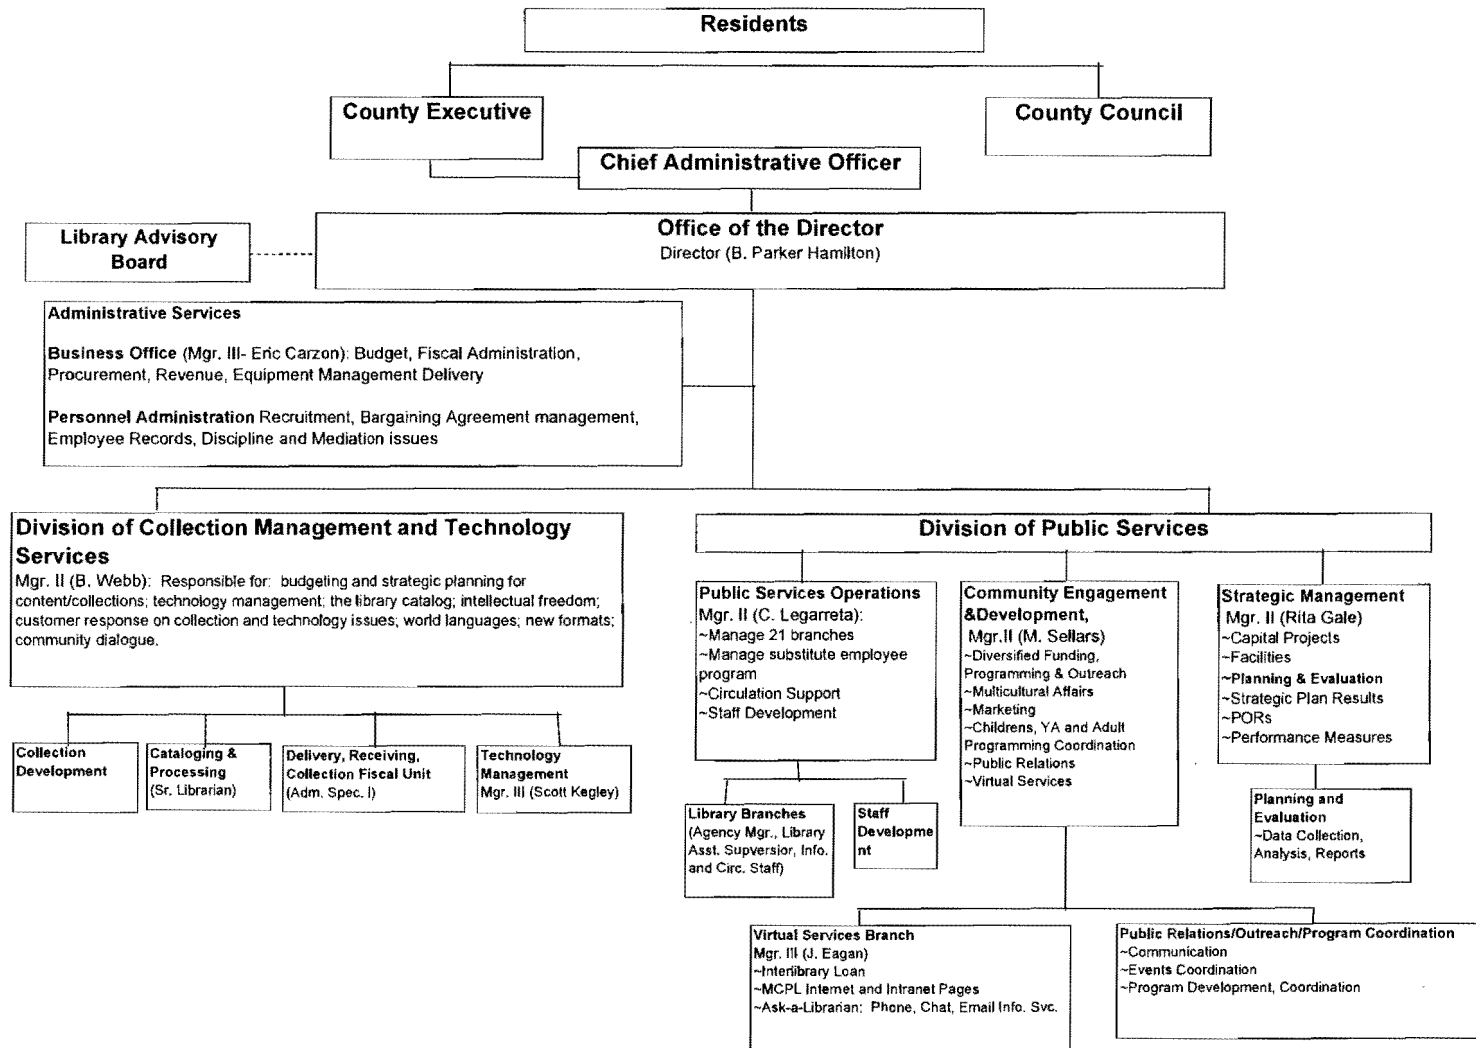 Residents
County Executive
County Council
Chief Administrative Officer
Office of the Director
Director (B. Parker Hamilton)
Library Advisory
Board
Administrative Services
Business Office (Mgr. III- Eric Carzon): Budget, Fiscal Administration,
Procurement, Revenue, Equipment Management Delivery
Personnel Administration Recruitment, Bargaining Agreement management,
Employee Records, Discipline and Mediation issues
Division of Collection Management and Technology
Services
Mgr. II (B. Webb): Responsible for: budgeting and strategic planning for
content/collections; technology management; the library catalog; intellectual freedom;
customer response on collection and technology issues; world languages; new formats;
community dialogue.
Collection
Development
Cataloging &
Processing
(Sr. Librarian)
Delivery, Receiving,
Collection Fiscal Unit
(Adm. Spec. I)
Technology
Management
Mgr. III (Scott Kegley)
Division of Public Services
Public Services Operations
Mgr. II (C. Legarreta):
~Manage 21 branches
~Manage substitute employee
program
~Circulation Support
~Staff Development
Library Branches
(Agency Mgr., Library
Asst. Supversior, Info.
and Circ. Staff)
Staff
Developme
nt
Community Engagement
&Development,
Mgr.II (M. Sellars)
~Diversified Funding,
Programming & Outreach
~Multicultural Affairs
~Marketing
~Childrens, YA and Adult
Programming Coordination
~Public Relations
~Virtual Services
Strategic Management
Mgr. II (Rita Gale)
~Capital Projects
~Facilities
~Planning & Evaluation
~Strategic Plan Results
~PORs
~Performance Measures
Planning and
Evaluation
~Data Collection,
Analysis, Reports
Virtual Services Branch
Mgr. III (J. Eagan)
~Interlibrary Loan
~MCPL Internet and Intranet Pages
~Ask-a-Librarian: Phone, Chat, Email Info. Svc.
Public Relations/Outreach/Program Coordination
~Communication
~Events Coordination
~Program Development, Coordination